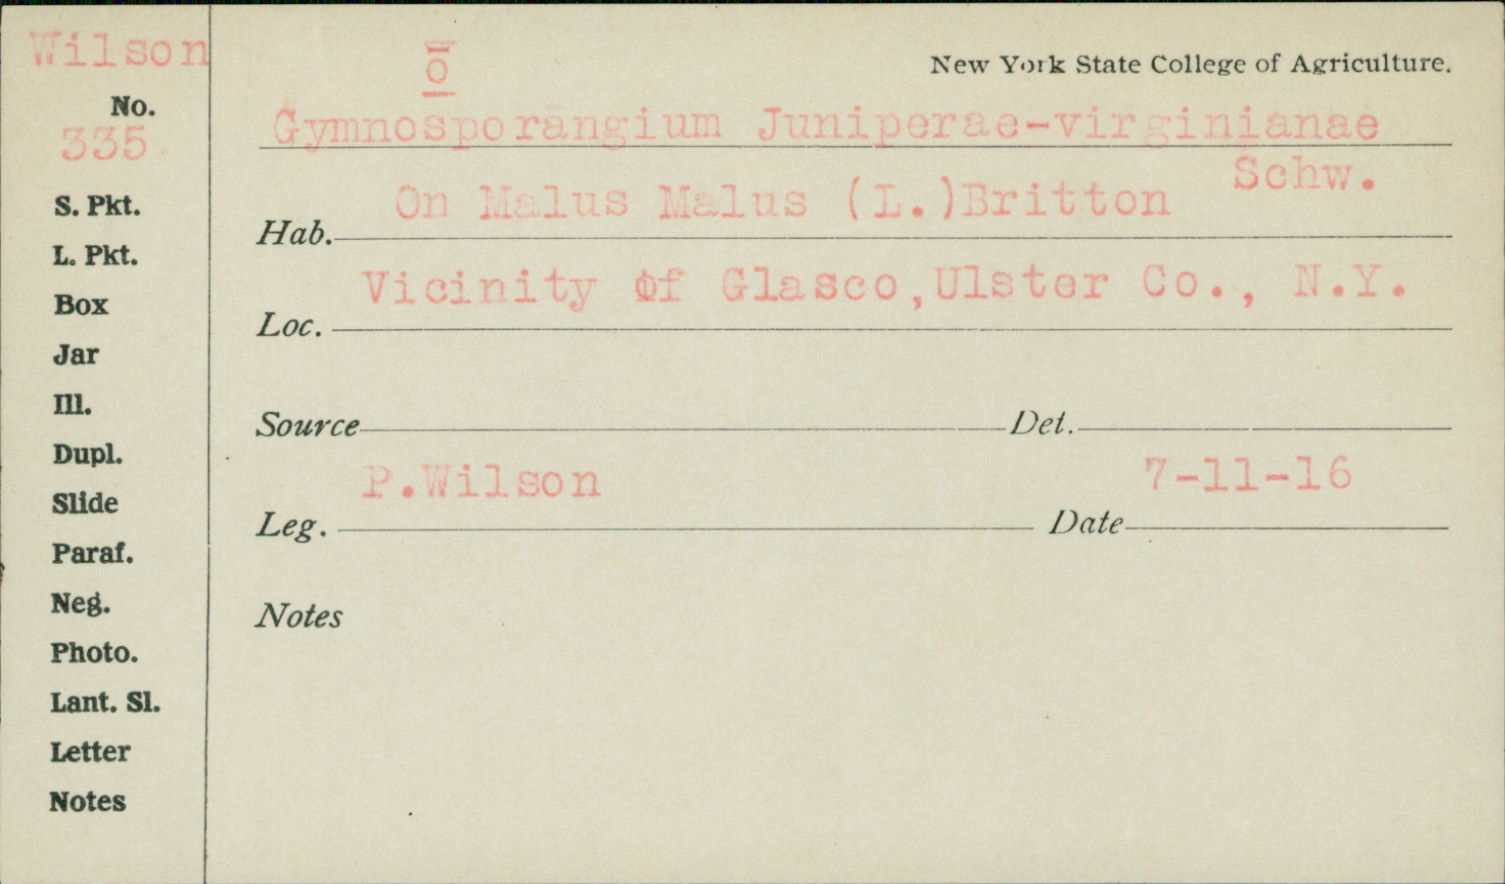 Wilson
No.
335
S. Pkt.
L. Pkt.
Box
Jar
Ill.
Dupl.
Slide
Paraf.
Neg.
Photo.
Lant. Sl.
Letter
Notes
New York State College of Agriculture.
o
Gymnosporangium Juniperae-virginianae
Schw.
Hab. On Malus Malus (L.)Britton
Loc. Vicinity of Glasco,Ulster Co., N.Y.
Source Det.
Leg. P.Wilson Date 7-11-16
Notes